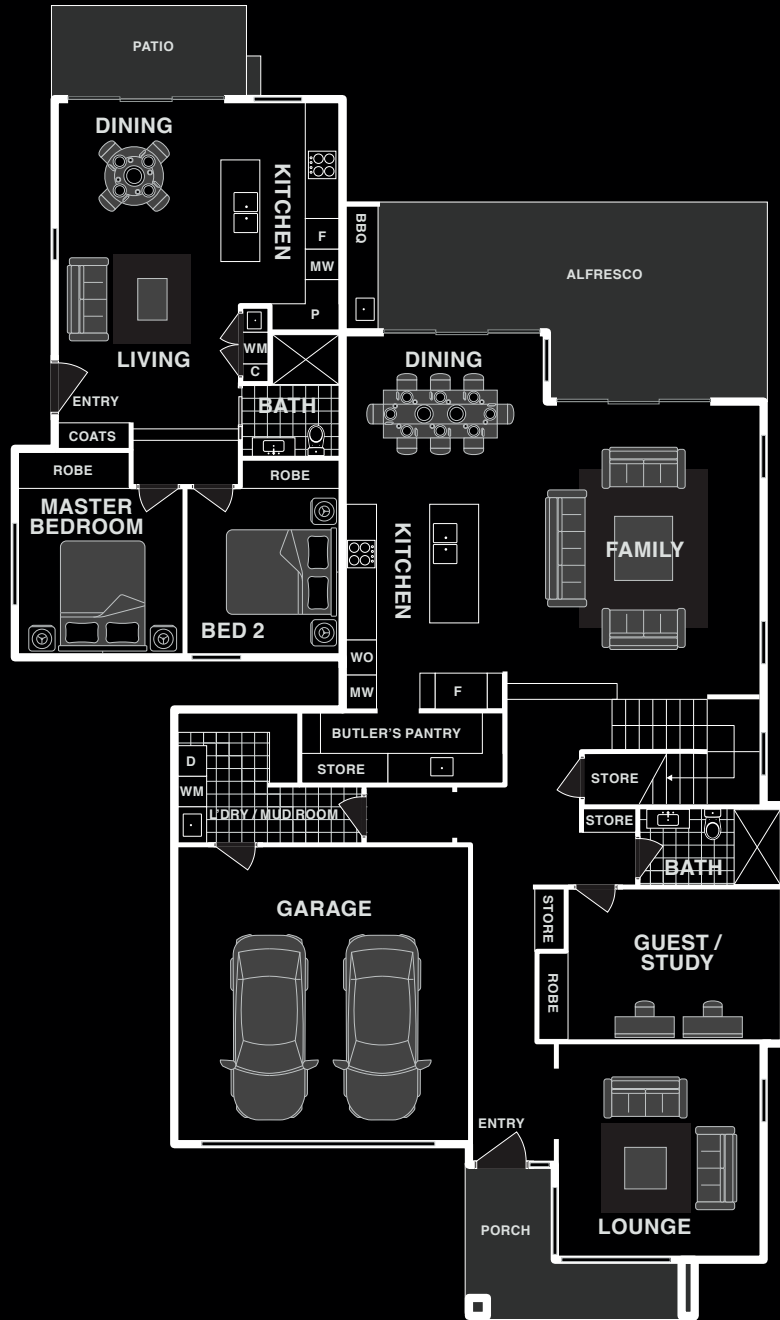 PATIO
DINING
KITCHEN
F
MW
P
BBQ
ALFRESCO
LIVING
WM
C
DINING
ENTRY
BATH
COATS
ROBE
ROBE
MASTER
BEDROOM
BED 2
KITCHEN
FAMILY
WO
MW
F
BUTLER'S PANTRY
STORE
D
WM
L'DRY / MUD ROOM
STORE
STORE
BATH
GARAGE
STORE
GUEST /
STUDY
ROBE
ENTRY
PORCH
LOUNGE